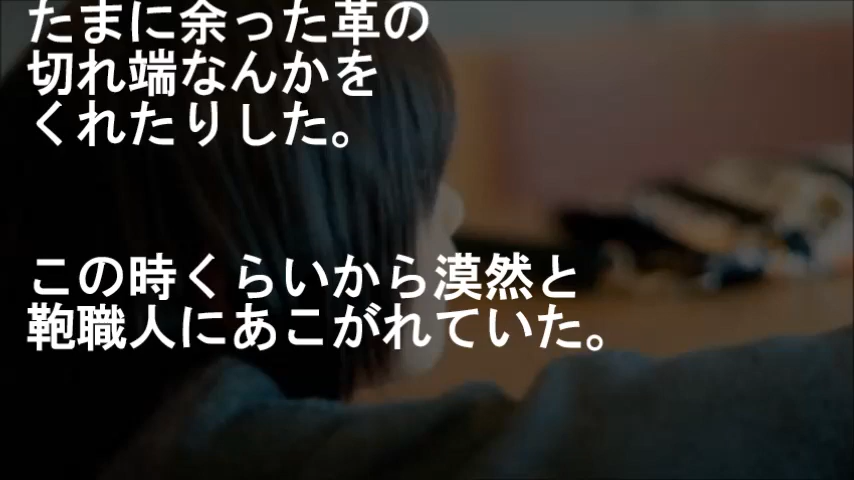 たまに余った革の
切れ端なんかを
くれたりした。
この時くらいから漠然と
鞄職人にあこがれていた。